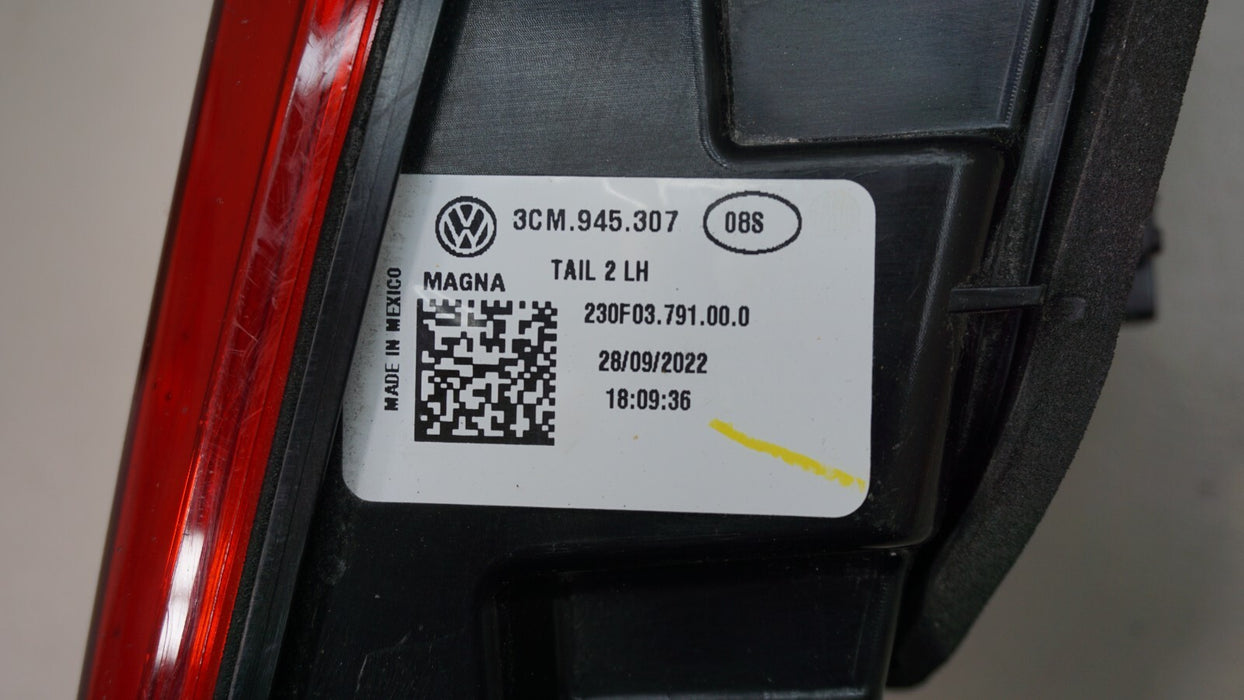 3CM.945.307
08S
TAIL 2 LH
MAGNA
MADE IN MEXICO
230F03.791.00.0
28/09/2022
18:09:36